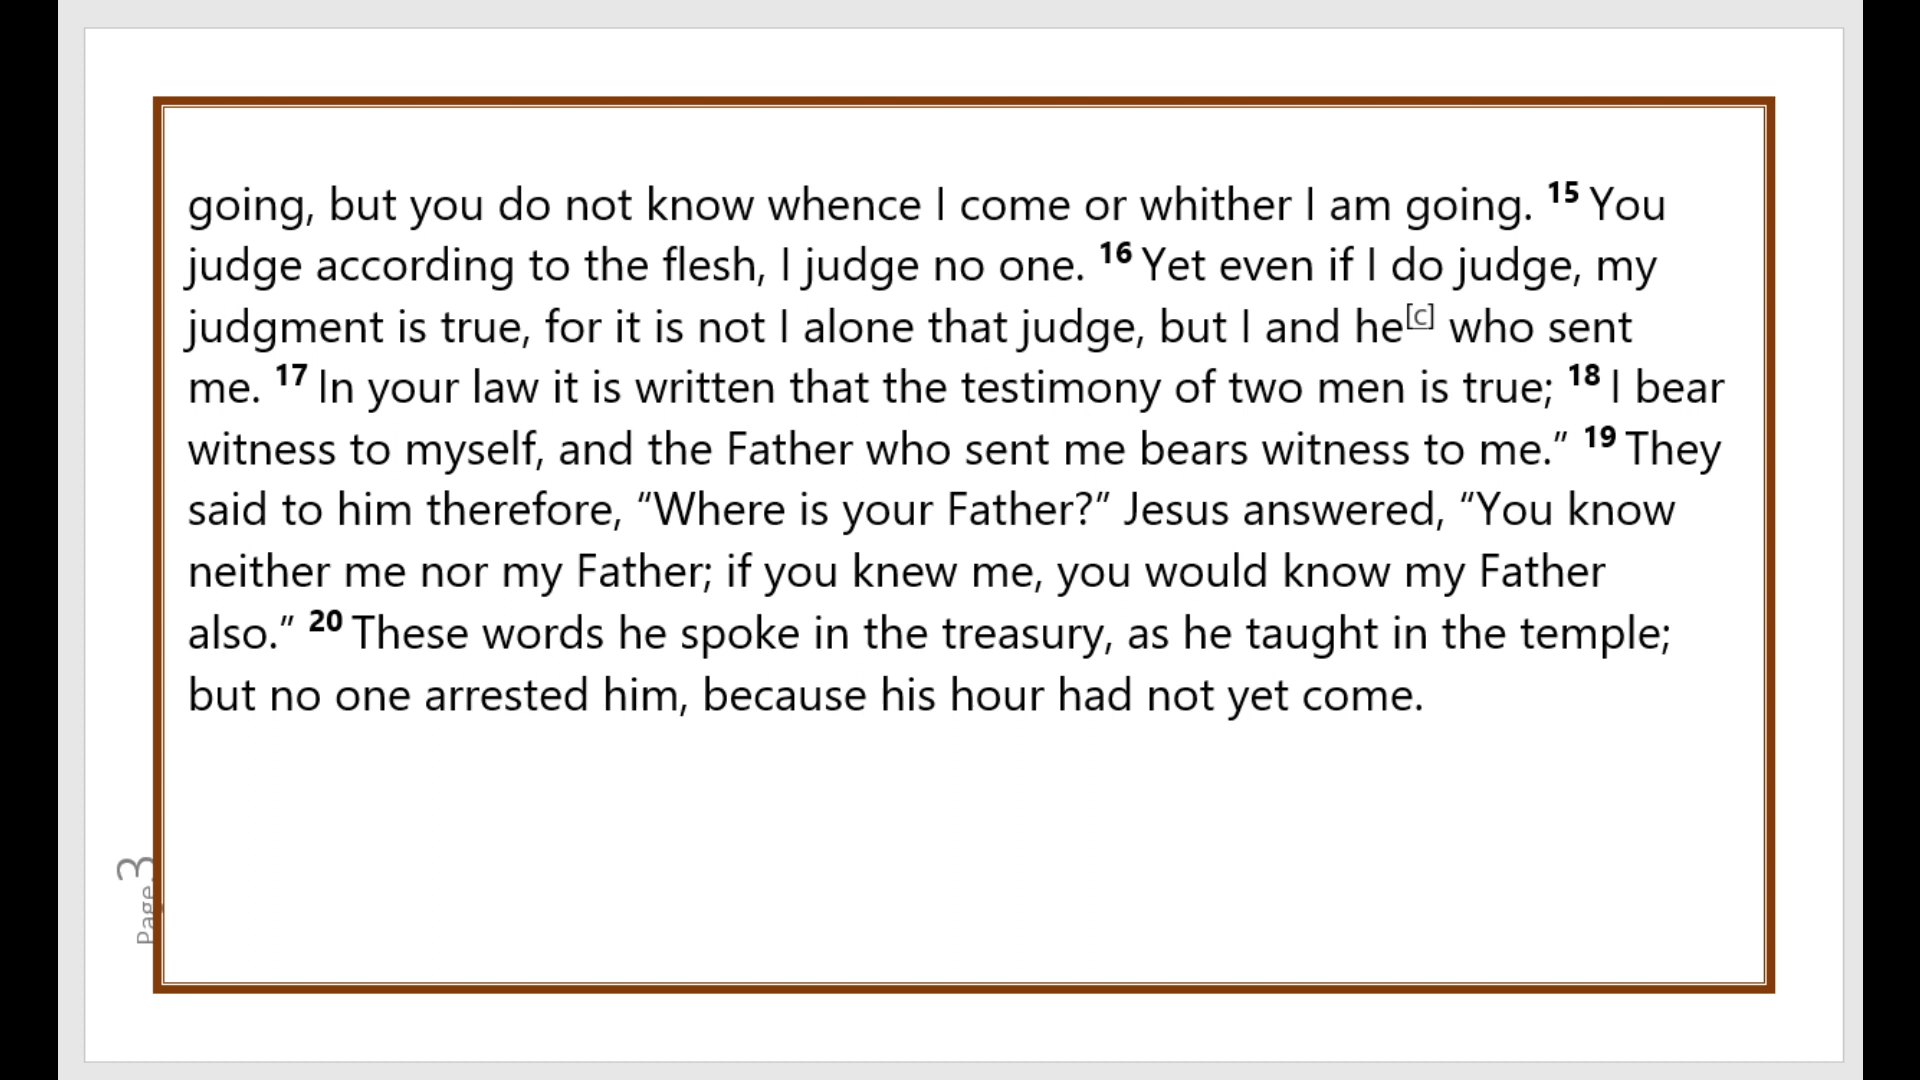 going, but you do not know whence I come or whither I am going. 15 You
judge according to the flesh, I judge no one. 16 Yet even if I do judge, my
judgment is true, for it is not I alone that judge, but I and he[c] who sent
me. 17 In your law it is written that the testimony of two men is true; 18 I bear
witness to myself, and the Father who sent me bears witness to me.” 19 They
said to him therefore, “Where is your Father?” Jesus answered, “You know
neither me nor my Father; if you knew me, you would know my Father
also.” 20 These words he spoke in the treasury, as he taught in the temple;
but no one arrested him, because his hour had not yet come.
Page 3